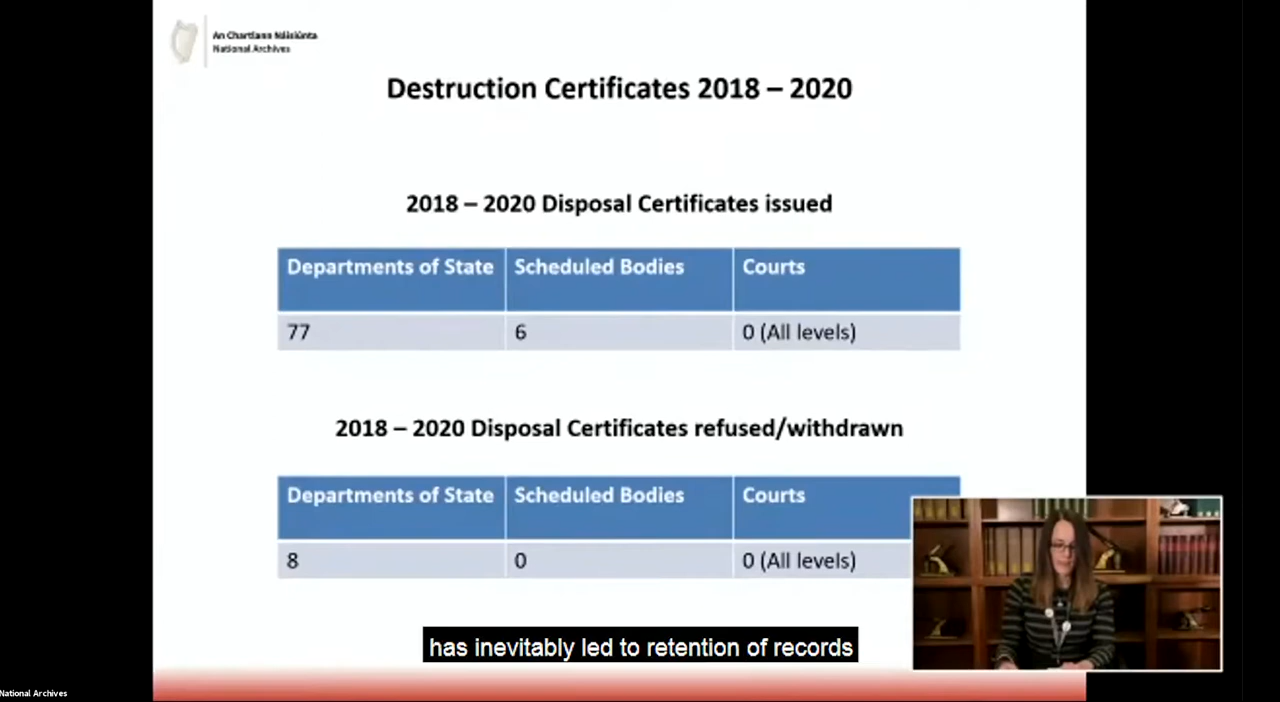 An Chartlann Náisiúnta
National Archives
Destruction Certificates 2018 – 2020
2018 – 2020 Disposal Certificates issued
Departments of State Scheduled Bodies Courts
77 6 0 (All levels)
2018 – 2020 Disposal Certificates refused/withdrawn
Departments of State Scheduled Bodies Courts
8 0 0 (All levels)
has inevitably led to retention of records
National Archives